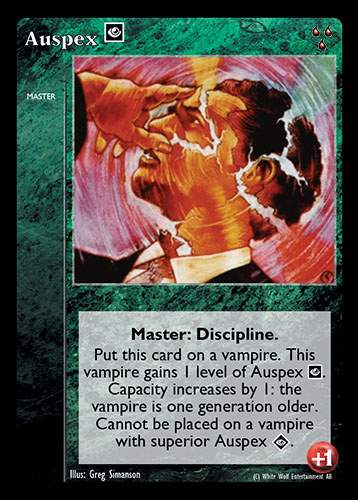 Auspex
MASTER
Master: Discipline.
Put this card on a vampire. This
vampire gains 1 level of Auspex .
Capacity increases by 1: the
vampire is one generation older.
Cannot be placed on a vampire
with superior Auspex .
+1
Illus: Greg Simanson
(C) White Wolf Entertainment AB